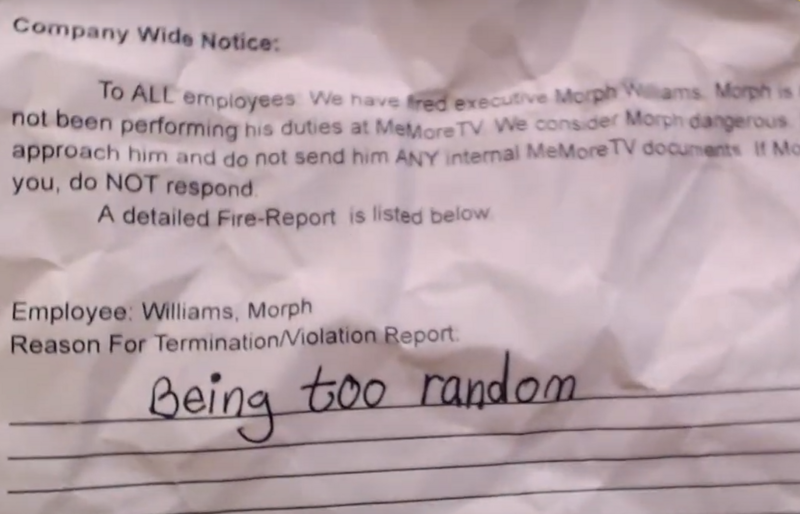 Company Wide Notice:
To ALL employees: We have fired executive Morph Williams. Morph is
not been performing his duties at MeMoreTV. We consider Morph dangerous.
approach him and do not send him ANY internal MeMoreTV documents. If Mo
you, do NOT respond.
A detailed Fire-Report is listed below.
Employee: Williams, Morph
Reason For Termination/Violation Report:
Being too random